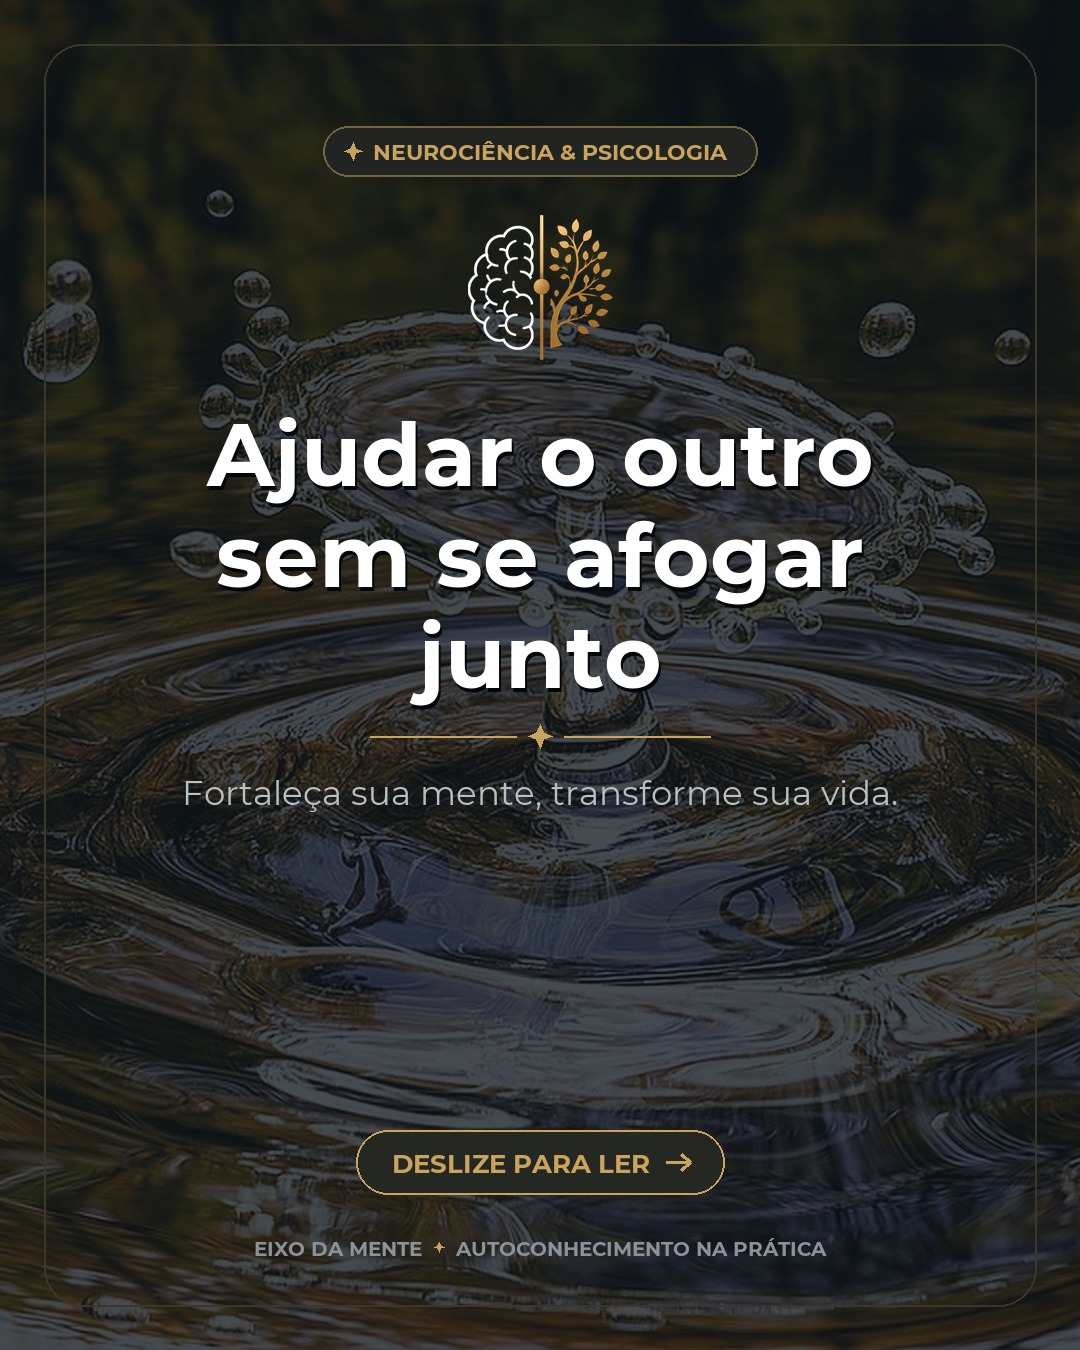 NEUROCIÊNCIA & PSICOLOGIA
Ajudar o outro
sem se afogar
junto
Fortaleça sua mente, transforme sua vida.
DESLIZE PARA LER →
EIXO DA MENTE ✦ AUTOCONHECIMENTO NA PRÁTICA